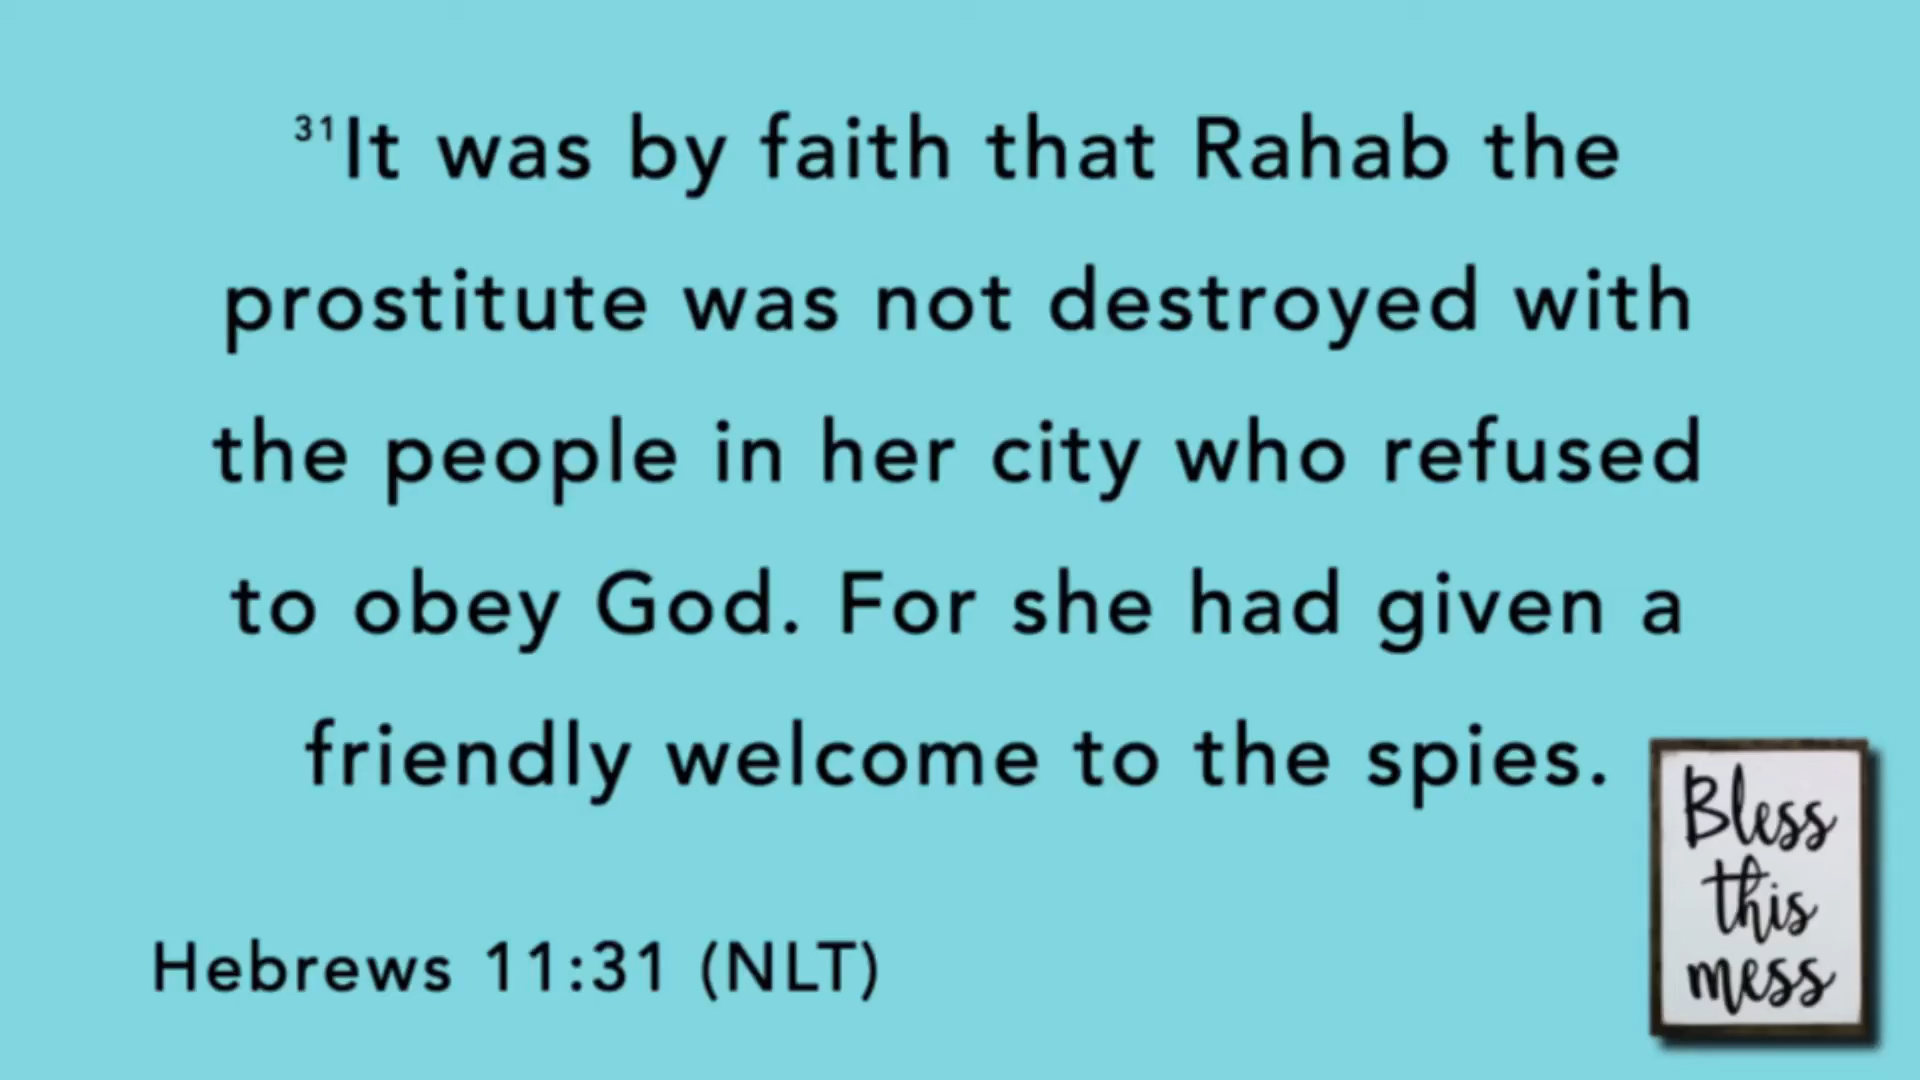 ³¹It was by faith that Rahab the
prostitute was not destroyed with
the people in her city who refused
to obey God. For she had given a
friendly welcome to the spies.
Hebrews 11:31 (NLT)
Bless
this
mess